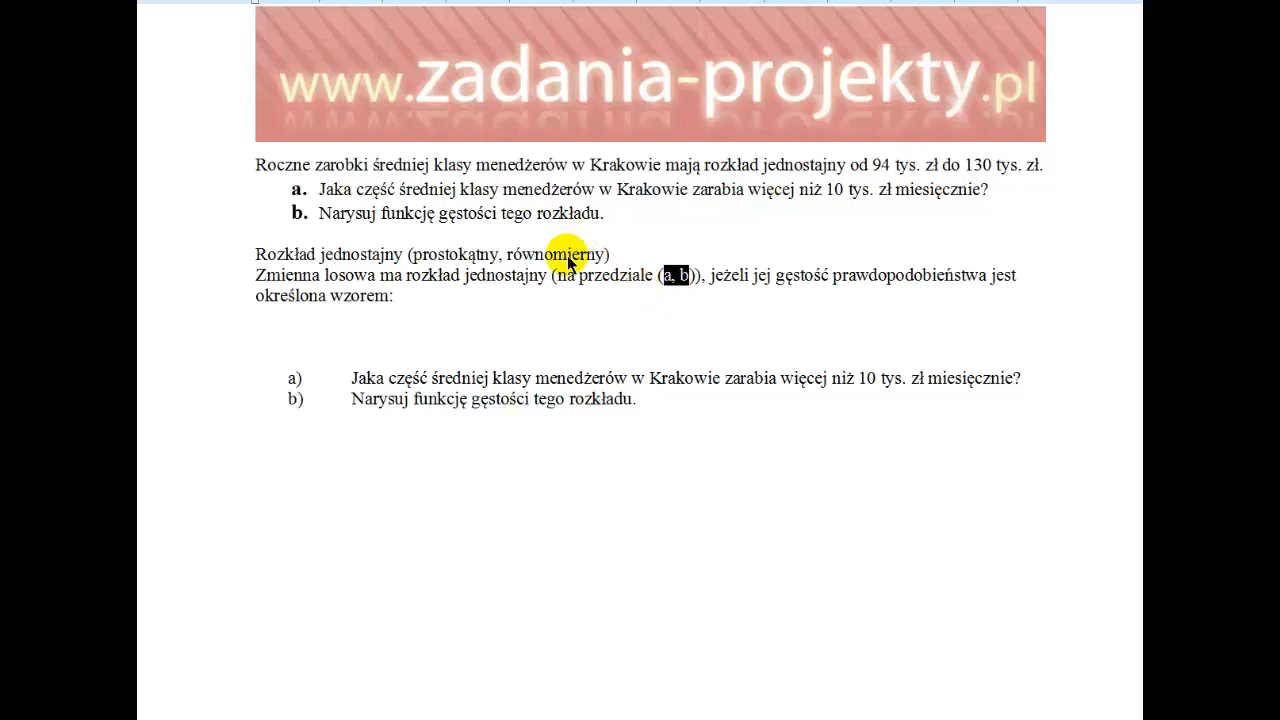 www.zadania-projekty.pl
Roczne zarobki średniej klasy menedżerów w Krakowie mają rozkład jednostajny od 94 tys. zł do 130 tys. zł.
a. Jaka część średniej klasy menedżerów w Krakowie zarabia więcej niż 10 tys. zł miesięcznie?
b. Narysuj funkcję gęstości tego rozkładu.
Rozkład jednostajny (prostokątny, równomierny)
Zmienna losowa ma rozkład jednostajny (na przedziale (a, b)), jeżeli jej gęstość prawdopodobieństwa jest
określona wzorem:
a) Jaka część średniej klasy menedżerów w Krakowie zarabia więcej niż 10 tys. zł miesięcznie?
b) Narysuj funkcję gęstości tego rozkładu.